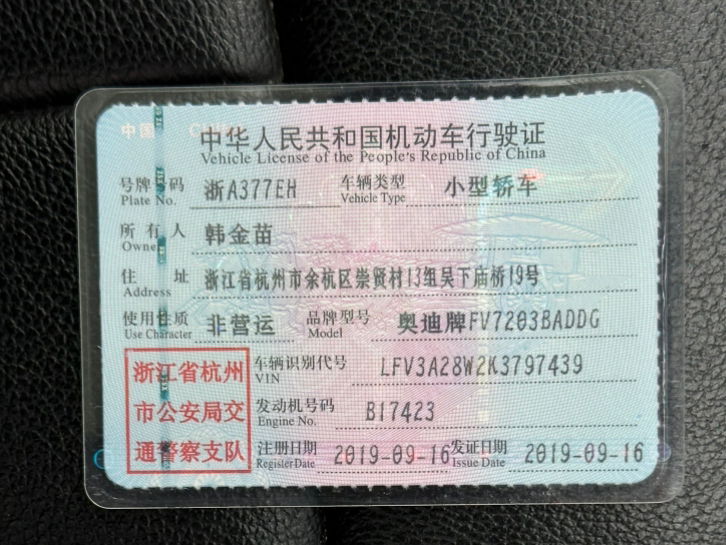 中国 CHINA
中华人民共和国机动车行驶证
Vehicle License of the People's Republic of China
号牌号码 浙A377EH 车辆类型 小型轿车
Plate No. Vehicle Type
所有人 韩金苗
Owner
住址 浙江省杭州市余杭区崇贤村13组吴下庙桥19号
Address
使用性质 非营运 品牌型号 奥迪牌FV7203BADDG
Use Character Model
浙江省杭州 车辆识别代号 LFV3A28W2K3797439
VIN
市公安局交 发动机号码 B17423
Engine No.
通警察支队 注册日期 2019-09-16 发证日期 2019-09-16
Register Date Issue Date